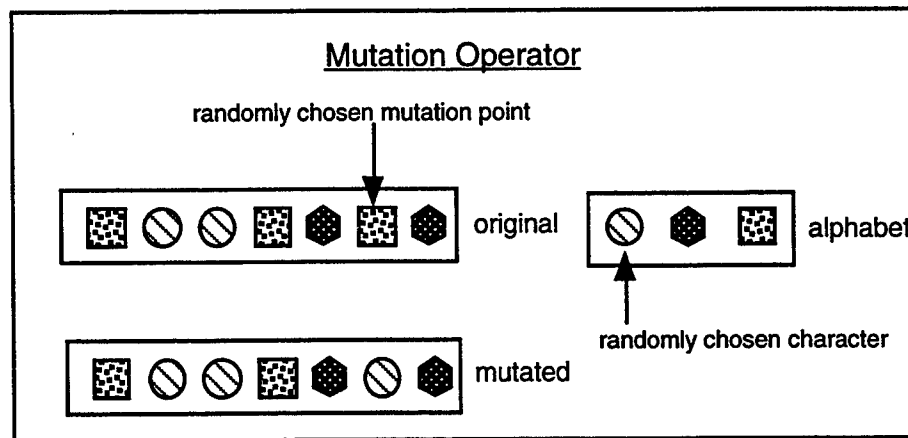 Mutation Operator
randomly chosen mutation point
original
alphabet
randomly chosen character
mutated